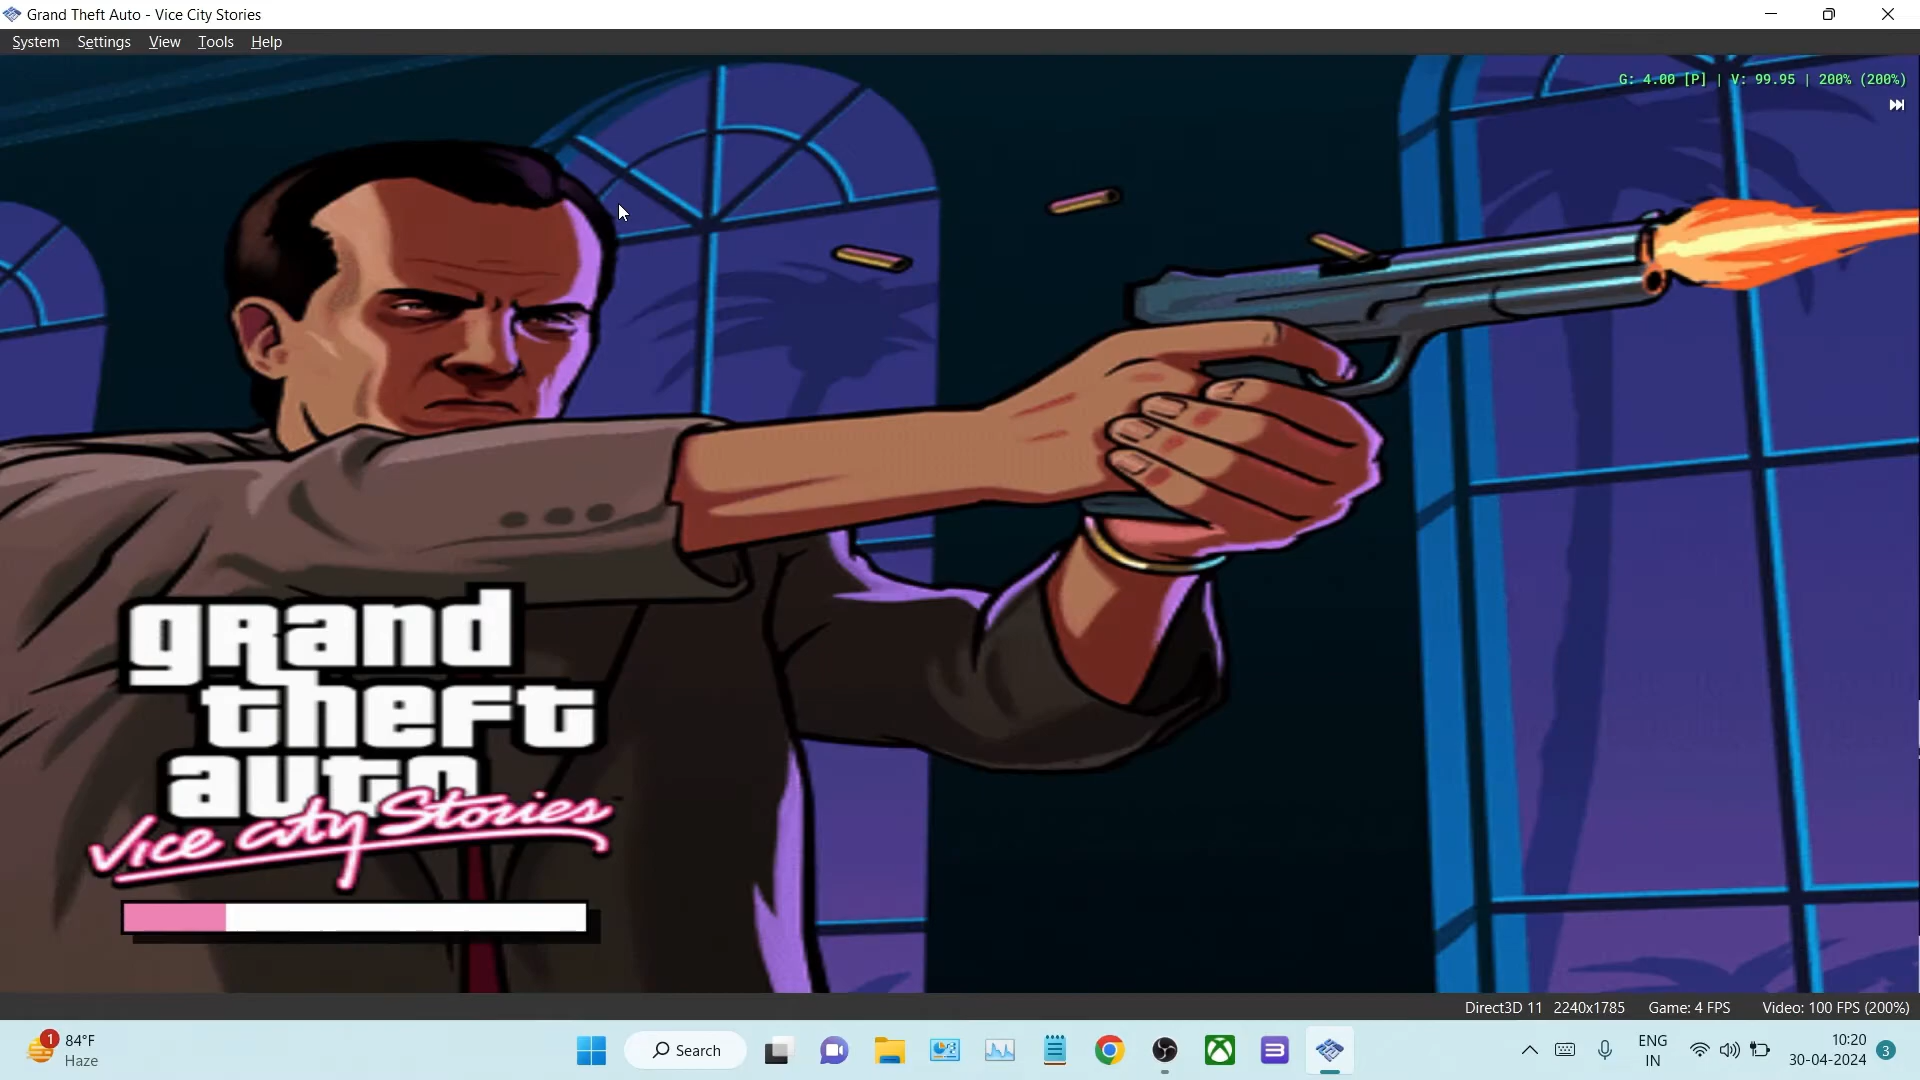 Grand Theft Auto - Vice City Stories
System Settings View Tools Help
G: 4.00 [P] | V: 99.95 | 200% (200%)
grand
theft
auto
Vice City Stories
Direct3D 11 2240x1785 Game: 4 FPS Video: 100 FPS (200%)
1
84°F
Haze
Search
ENG
IN
10:20
30-04-2024
3